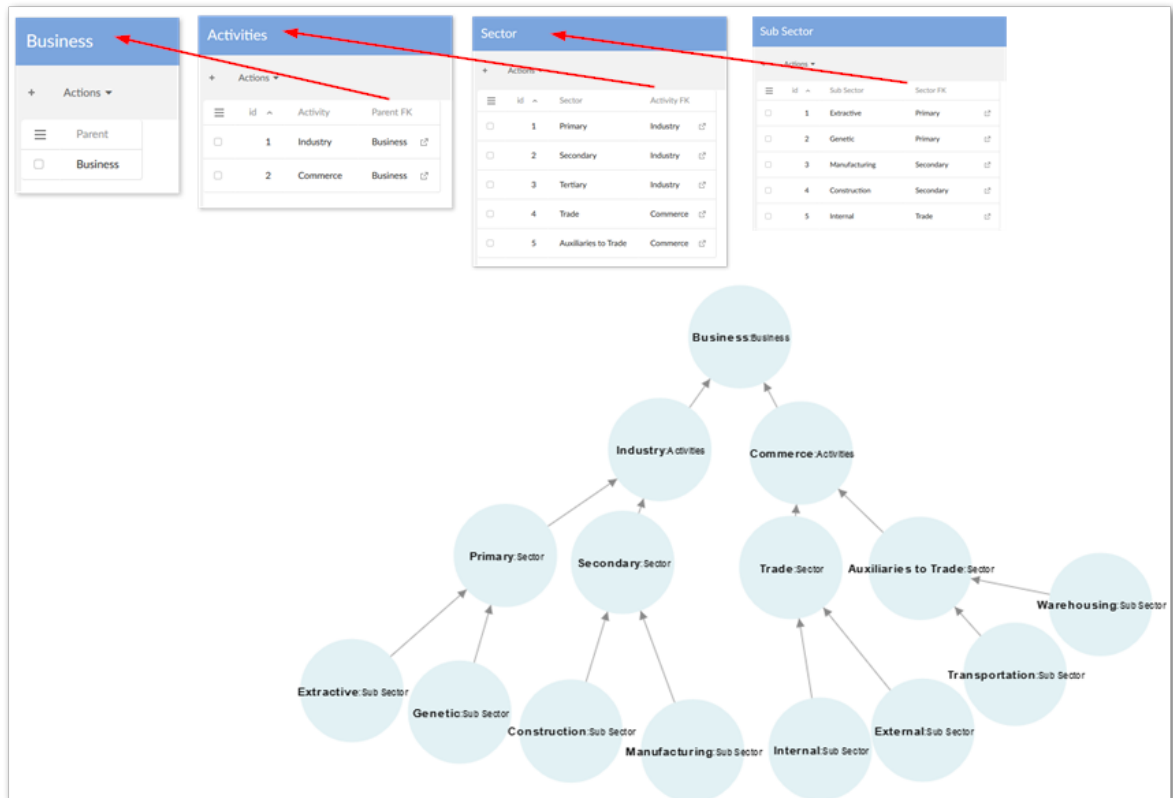 Business
+ Actions
Parent
Business
Activities
+ Actions
id Activity Parent FK
1 Industry Business
2 Commerce Business
Sector
+ Actions
id Sector Activity FK
1 Primary Industry
2 Secondary Industry
3 Tertiary Industry
4 Trade Commerce
5 Auxiliaries to Trade Commerce
Sub Sector
+ Actions
id Sub Sector Sector FK
1 Extractive Primary
2 Genetic Primary
3 Manufacturing Secondary
4 Construction Secondary
5 Internal Trade
Business:Business
Industry:Activities
Commerce:Activities
Primary:Sector
Secondary:Sector
Trade:Sector
Auxiliaries to Trade:Sector
Warehousing:Sub Sector
Extractive:Sub Sector
Genetic:Sub Sector
Construction:Sub Sector
Manufacturing:Sub Sector
Internal:Sub Sector
External:Sub Sector
Transportation:Sub Sector